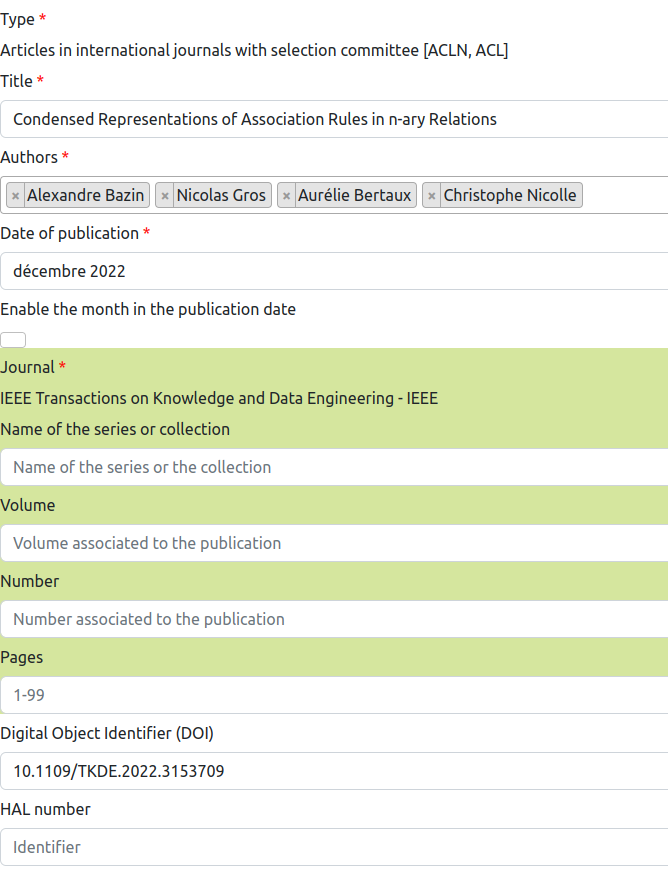 Type *
Articles in international journals with selection committee [ACLN, ACL]
Title *
Condensed Representations of Association Rules in n-ary Relations
Authors *
× Alexandre Bazin × Nicolas Gros × Aurélie Bertaux × Christophe Nicolle
Date of publication *
décembre 2022
Enable the month in the publication date
Journal *
IEEE Transactions on Knowledge and Data Engineering - IEEE
Name of the series or collection
Name of the series or the collection
Volume
Volume associated to the publication
Number
Number associated to the publication
Pages
1-99
Digital Object Identifier (DOI)
10.1109/TKDE.2022.3153709
HAL number
Identifier